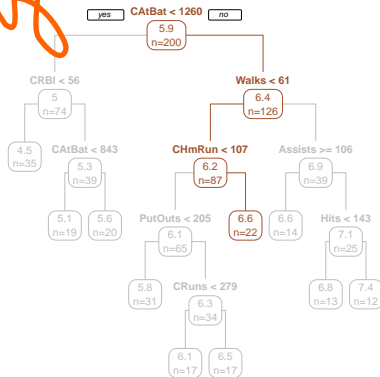 yes CAtBat < 1260 no
5.9
n=200
CRBI < 56 Walks < 61
5 6.4
n=74 n=126
4.5 CAtBat < 843 CHmRun < 107 Assists >= 106
n=35 5.3 6.2 6.9
n=39 n=87 n=39
5.1 5.6 PutOuts < 205 6.6 6.6 Hits < 143
n=19 n=20 6.1 n=22 n=14 7.1
n=65 n=25
5.8 CRuns < 279 6.8 7.4
n=31 6.3 n=13 n=12
n=34
6.1 6.5
n=17 n=17